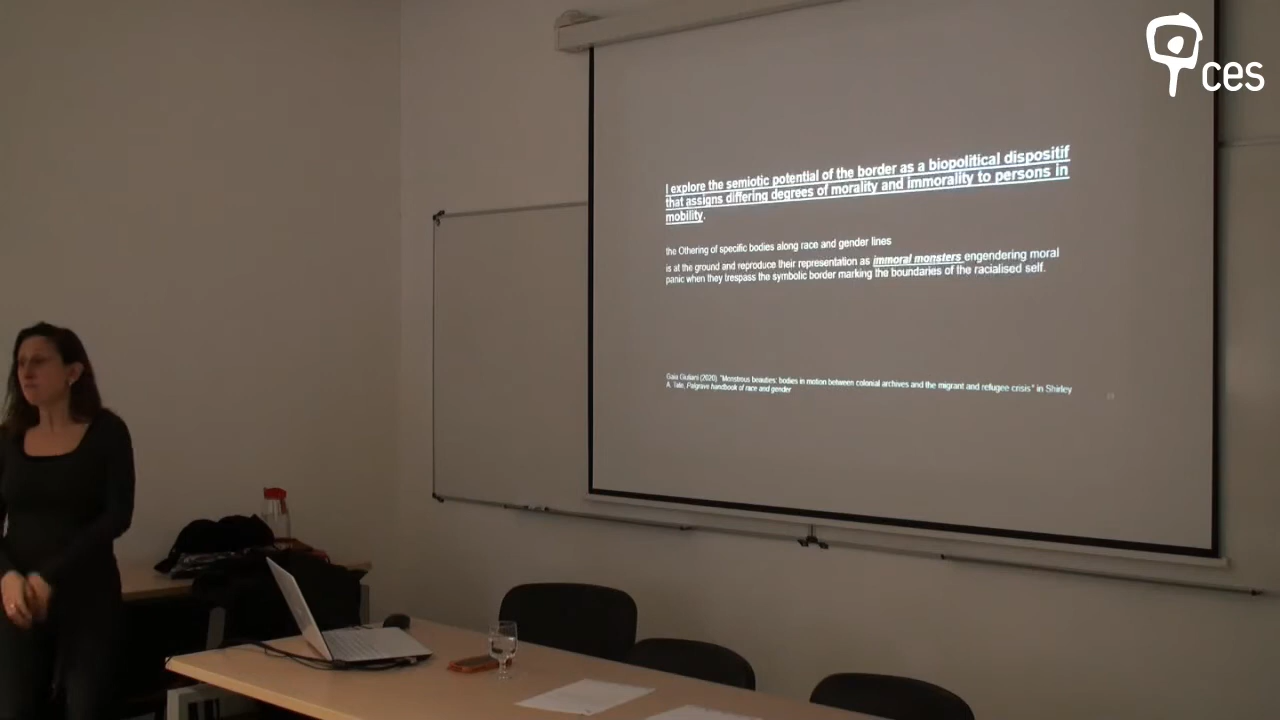 ces
I explore the semiotic potential of the border as a biopolitical dispositif
that assigns differing degrees of morality and immorality to persons in
mobility.
the Othering of specific bodies along race and gender lines
is at the ground and reproduce their representation as immoral monsters engendering moral
panic when they trespass the symbolic border marking the boundaries of the racialised self.
Gaia Giuliani (2020) "Monstrous beauties: bodies in motion between colonial archives and the migrant and refugee crisis" in Shirley
A. Tate, Palgrave handbook of race and gender